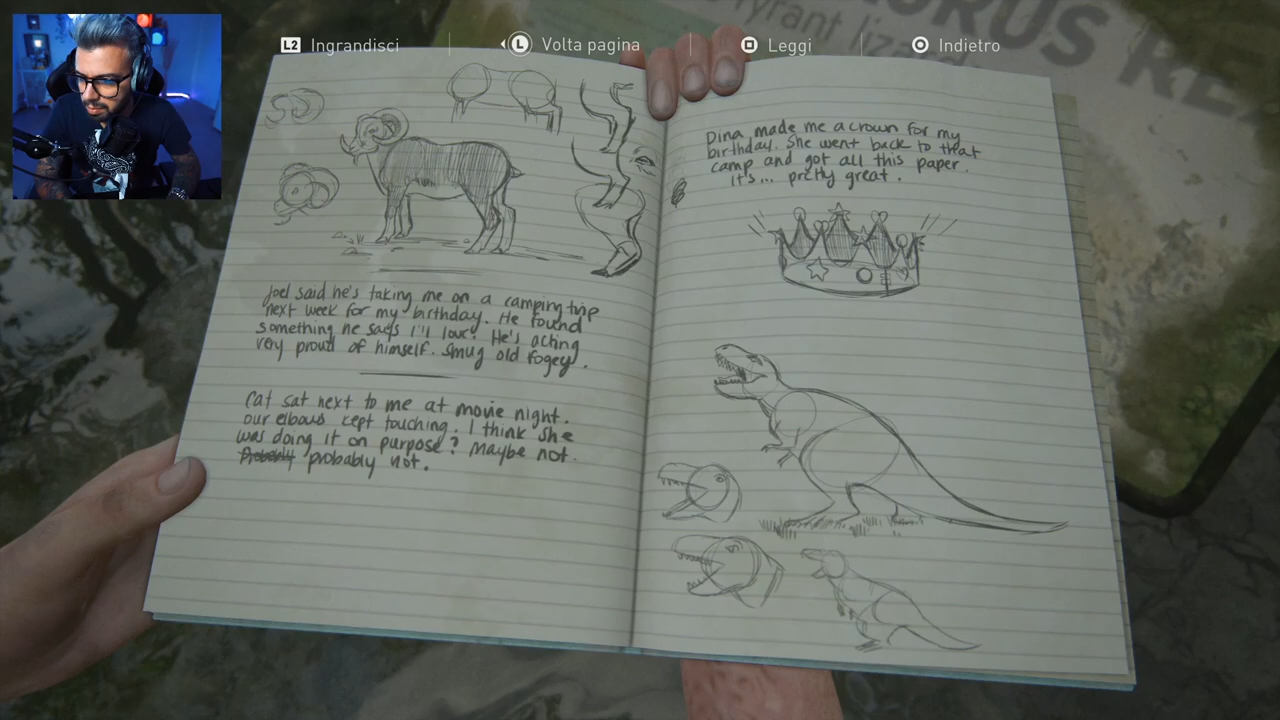 L2 Ingrandisci
L Volta pagina
Leggi
Indietro
URUS RE
tyrant liza
Joel said he's taking me on a camping trip
next week for my birthday. He found
something he says I'll love. He's acting
very proud of himself. Smug old fogey.
Cat sat next to me at movie night.
Our elbows kept touching. I think she
was doing it on purpose? Maybe not.
Probably probably not.
Dina made me a crown for my
birthday. She went back to that
camp and got all this paper.
It's... pretty great.